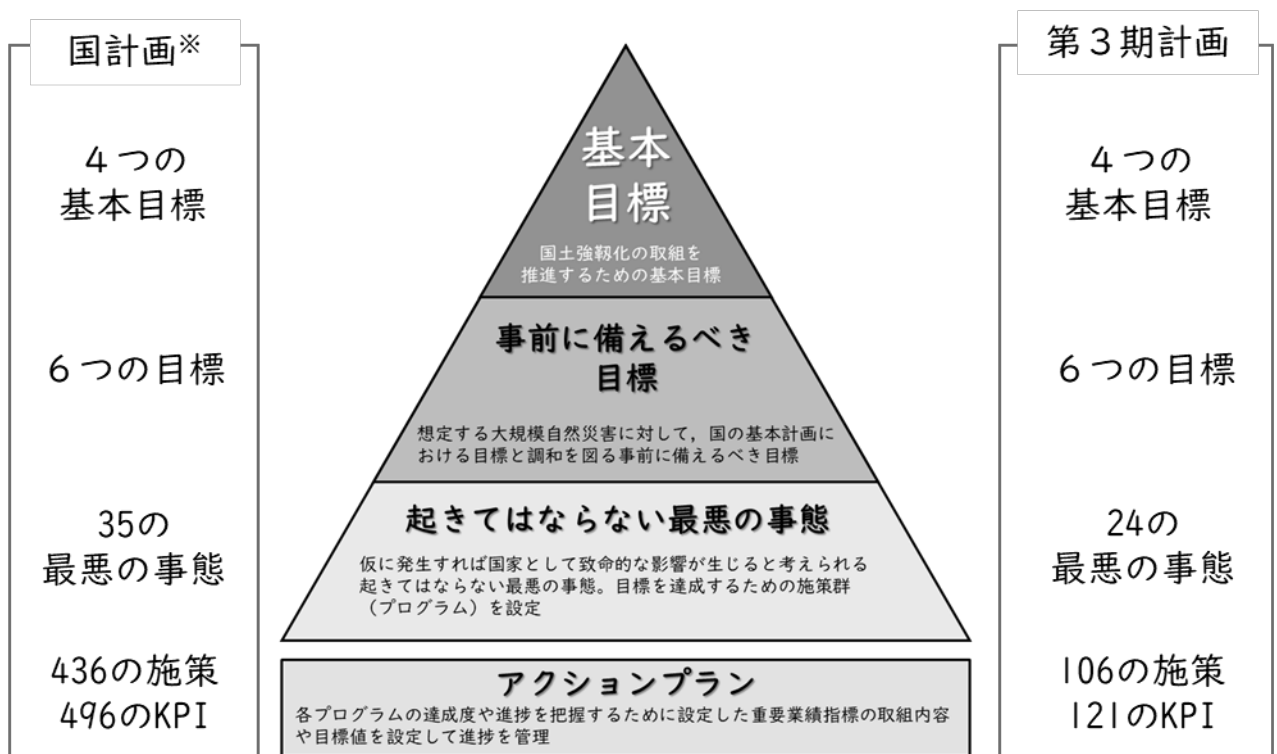 国計画※
4つの
基本目標
6つの目標
35の
最悪の事態
436の施策
496のKPI
基本
目標
国土強靱化の取組を
推進するための基本目標
事前に備えるべき
目標
想定する大規模自然災害に対して，国の基本計画に
おける目標と調和を図る事前に備えるべき目標
起きてはならない最悪の事態
仮に発生すれば国家として致命的な影響が生じると考えられる
起きてはならない最悪の事態。目標を達成するための施策群
（プログラム）を設定
アクションプラン
各プログラムの達成度や進捗を把握するために設定した重要業績指標の取組内容
や目標値を設定して進捗を管理
第３期計画
4つの
基本目標
6つの目標
24の
最悪の事態
106の施策
121のKPI